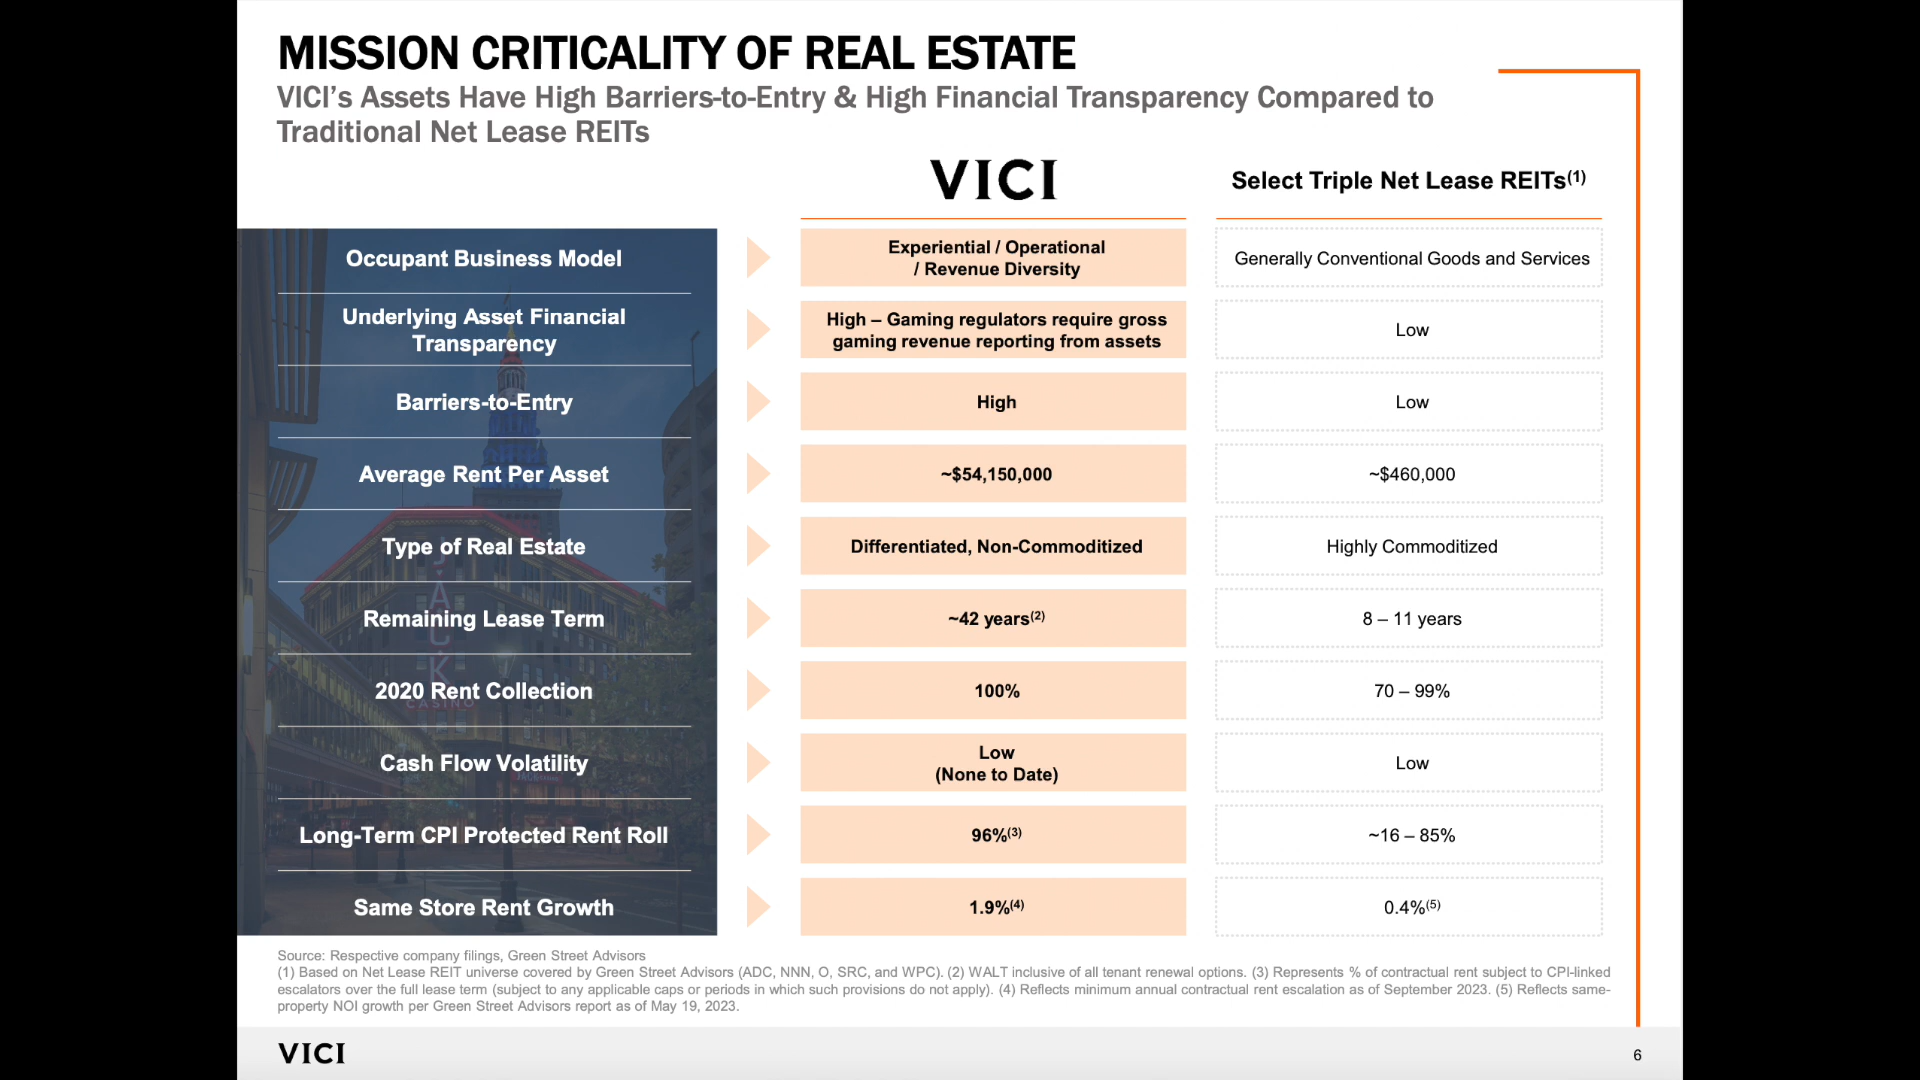 MISSION CRITICALITY OF REAL ESTATE
VICI’s Assets Have High Barriers-to-Entry & High Financial Transparency Compared to
Traditional Net Lease REITs
VICI
Select Triple Net Lease REITs(1)
Occupant Business Model
Experiential / Operational
/ Revenue Diversity
Generally Conventional Goods and Services
Underlying Asset Financial
Transparency
High – Gaming regulators require gross
gaming revenue reporting from assets
Low
Barriers-to-Entry
High
Low
Average Rent Per Asset
~$54,150,000
~$460,000
Type of Real Estate
Differentiated, Non-Commoditized
Highly Commoditized
Remaining Lease Term
~42 years(2)
8 – 11 years
2020 Rent Collection
100%
70 – 99%
Cash Flow Volatility
Low
(None to Date)
Low
Long-Term CPI Protected Rent Roll
96%(3)
~16 – 85%
Same Store Rent Growth
1.9%(4)
0.4%(5)
JACK
CASINO
Source: Respective company filings, Green Street Advisors
(1) Based on Net Lease REIT universe covered by Green Street Advisors (ADC, NNN, O, SRC, and WPC). (2) WALT inclusive of all tenant renewal options. (3) Represents % of contractual rent subject to CPI-linked
escalators over the full lease term (subject to any applicable caps or periods in which such provisions do not apply). (4) Reflects minimum annual contractual rent escalation as of September 2023. (5) Reflects same-
property NOI growth per Green Street Advisors report as of May 19, 2023.
VICI
6